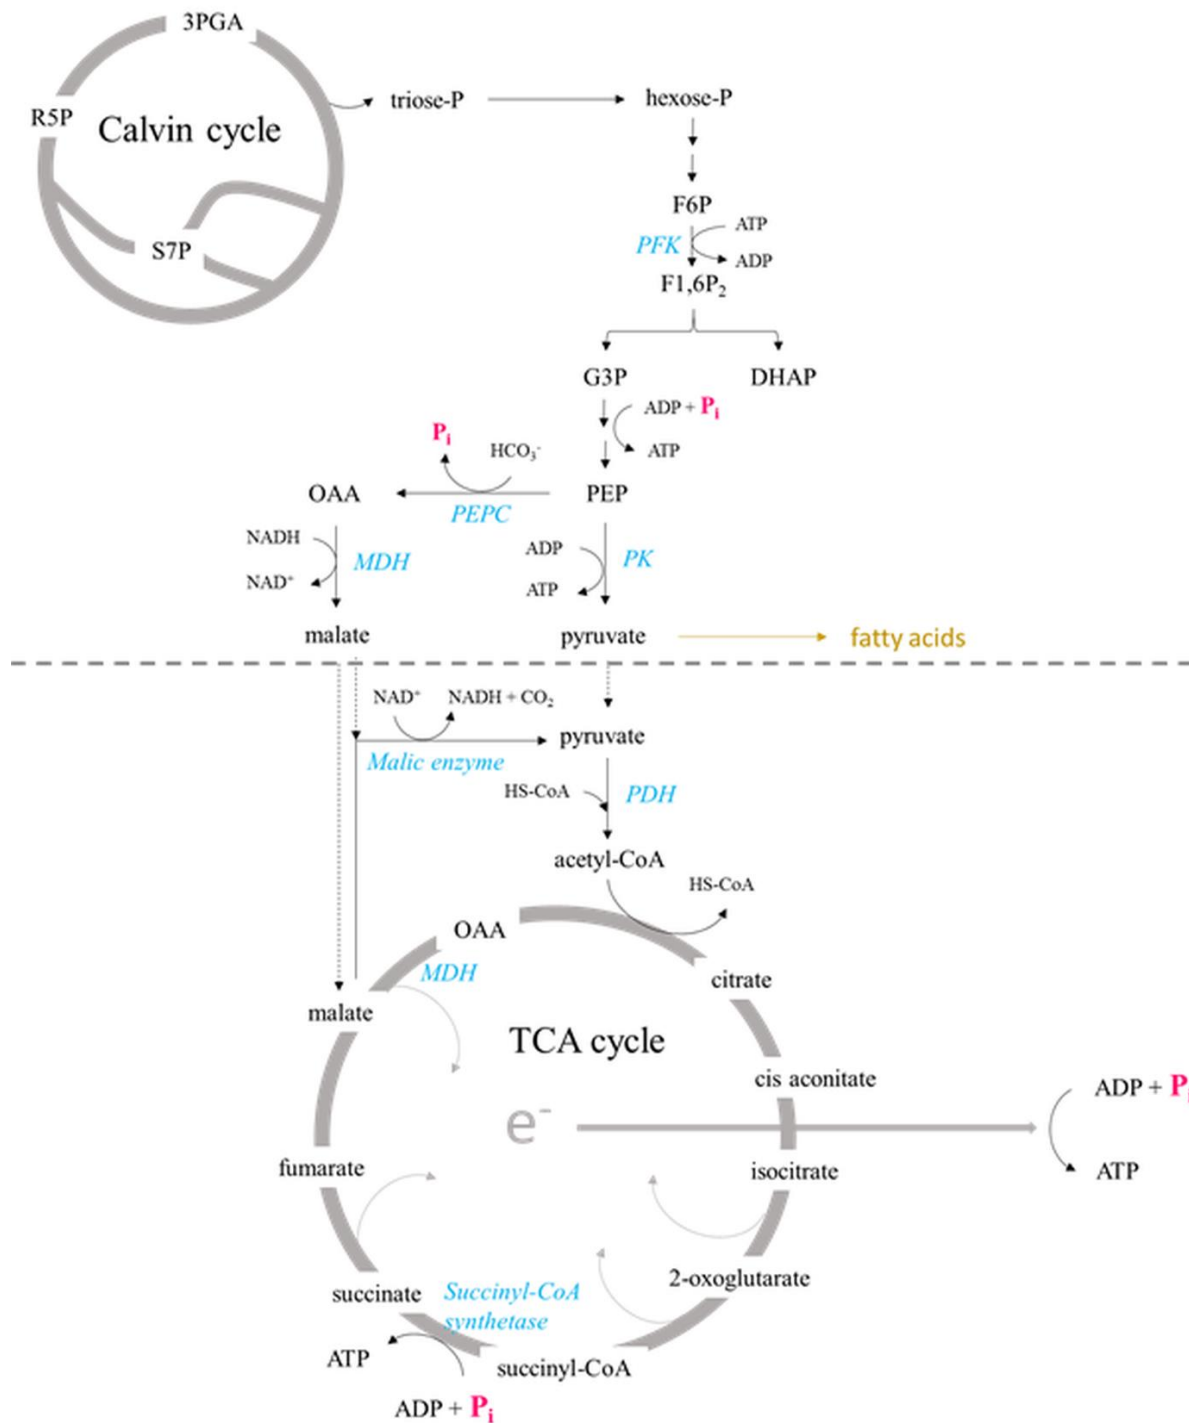 3PGA
triose-P
hexose-P
R5P
Calvin cycle
F6P
ATP
PFK
ADP
S7P
F1,6P₂
G3P
DHAP
ADP + Pᵢ
ATP
Pᵢ
HCO₃⁻
OAA
PEP
PEPC
NADH
MDH
NAD⁺
ADP
PK
ATP
malate
pyruvate
fatty acids
NAD⁺
NADH + CO₂
pyruvate
Malic enzyme
HS-CoA
PDH
acetyl-CoA
HS-CoA
OAA
MDH
citrate
malate
TCA cycle
cis aconitate
ADP + Pᵢ
e⁻
ATP
fumarate
isocitrate
2-oxoglutarate
succinate
Succinyl-CoA
synthetase
ATP
succinyl-CoA
ADP + Pᵢ